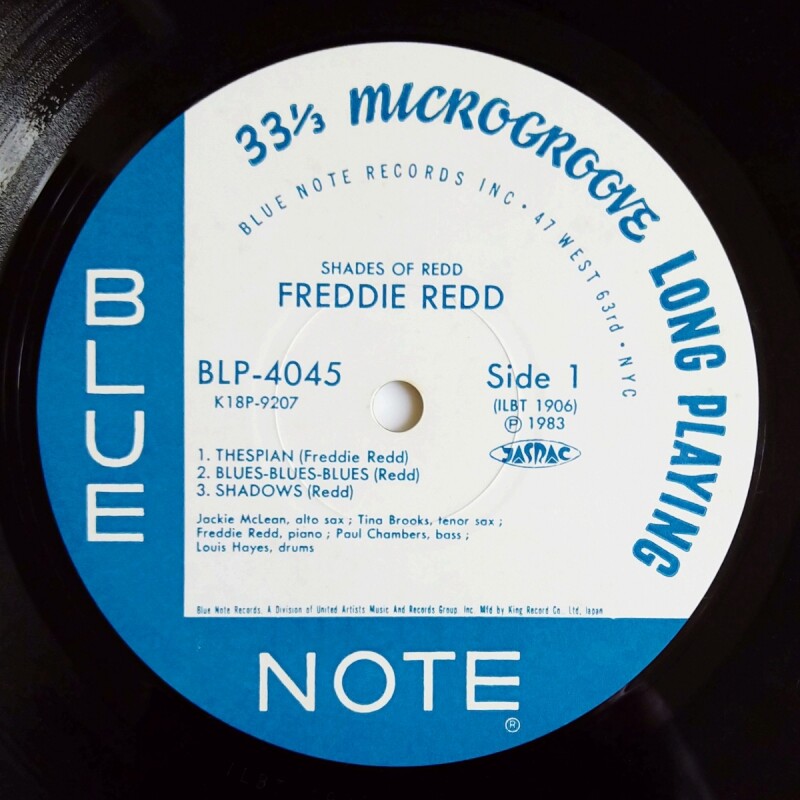 33⅓ MICROGROOVE LONG PLAYING
BLUE NOTE RECORDS INC • 47 WEST 63rd • NYC
SHADES OF REDD
FREDDIE REDD
BLP-4045
K18P-9207
Side 1
(ILBT 1906)
Ⓟ 1983
JASRAC
1. THESPIAN (Freddie Redd)
2. BLUES-BLUES-BLUES (Redd)
3. SHADOWS (Redd)
Jackie McLean, alto sax ; Tina Brooks, tenor sax ;
Freddie Redd, piano ; Paul Chambers, bass ;
Louis Hayes, drums
Blue Note Records, A Division of United Artists Music And Records Group, Inc. Mfd by King Record Co., Ltd, Japan
BLUE
NOTE
®